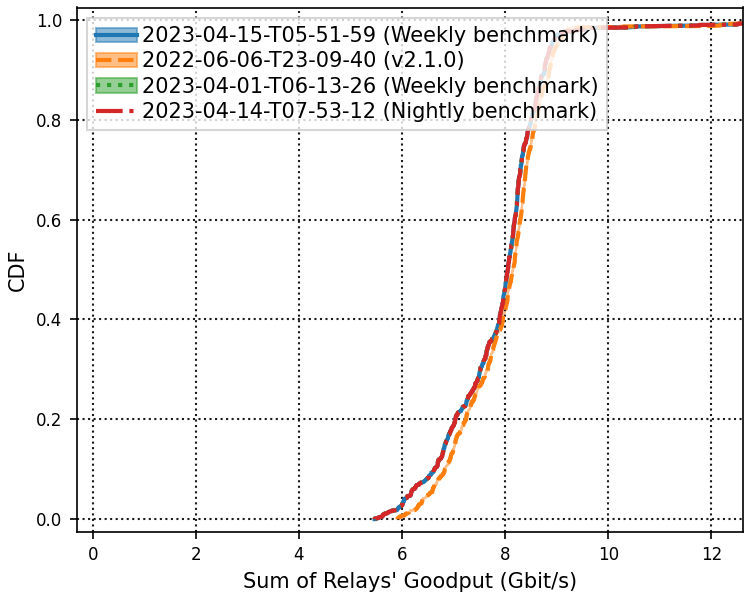 2023-04-15-T05-51-59 (Weekly benchmark)
2022-06-06-T23-09-40 (v2.1.0)
2023-04-01-T06-13-26 (Weekly benchmark)
2023-04-14-T07-53-12 (Nightly benchmark)
1.0
0.8
0.6
0.4
0.2
0.0
CDF
0 2 4 6 8 10 12
Sum of Relays' Goodput (Gbit/s)